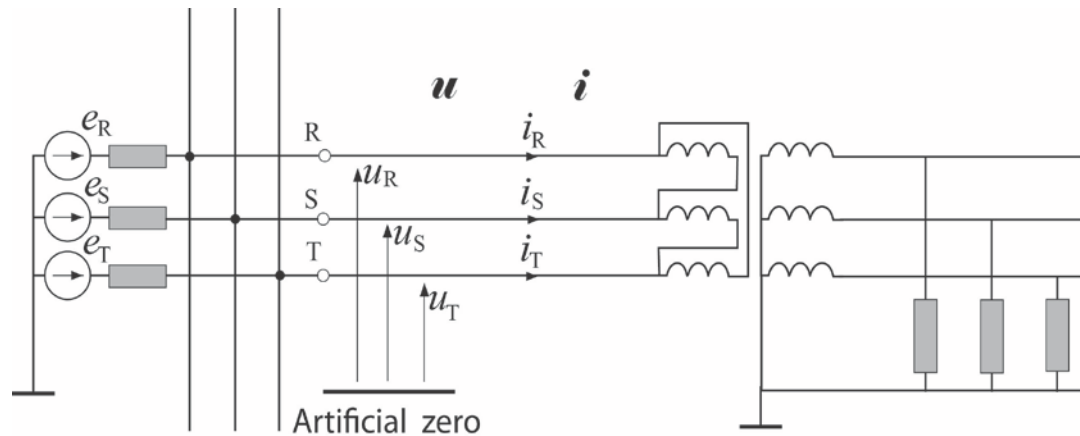 u i
e_R R i_R
u_R
e_S S i_S
u_S
e_T T i_T
u_T
Artificial zero